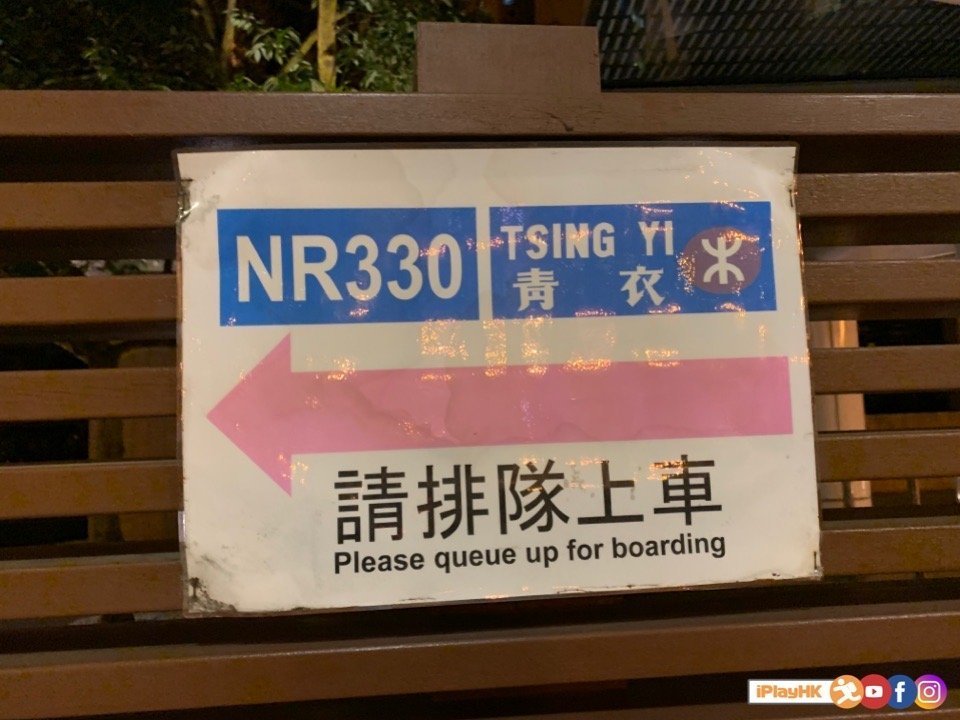 NR330
TSING YI
青衣
請排隊上車
Please queue up for boarding
iPlayHK